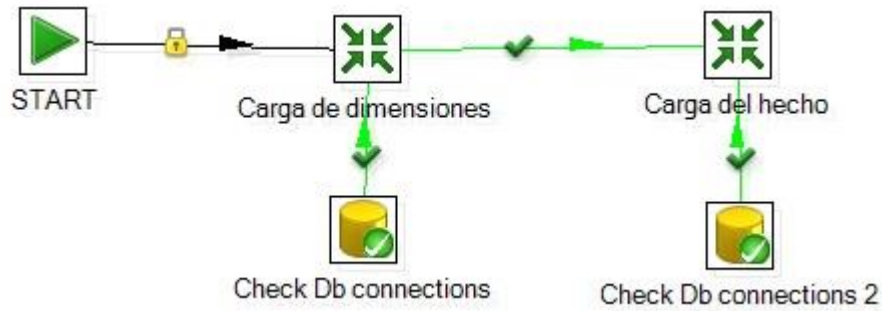 START
Carga de dimensiones
Carga del hecho
Check Db connections
Check Db connections 2